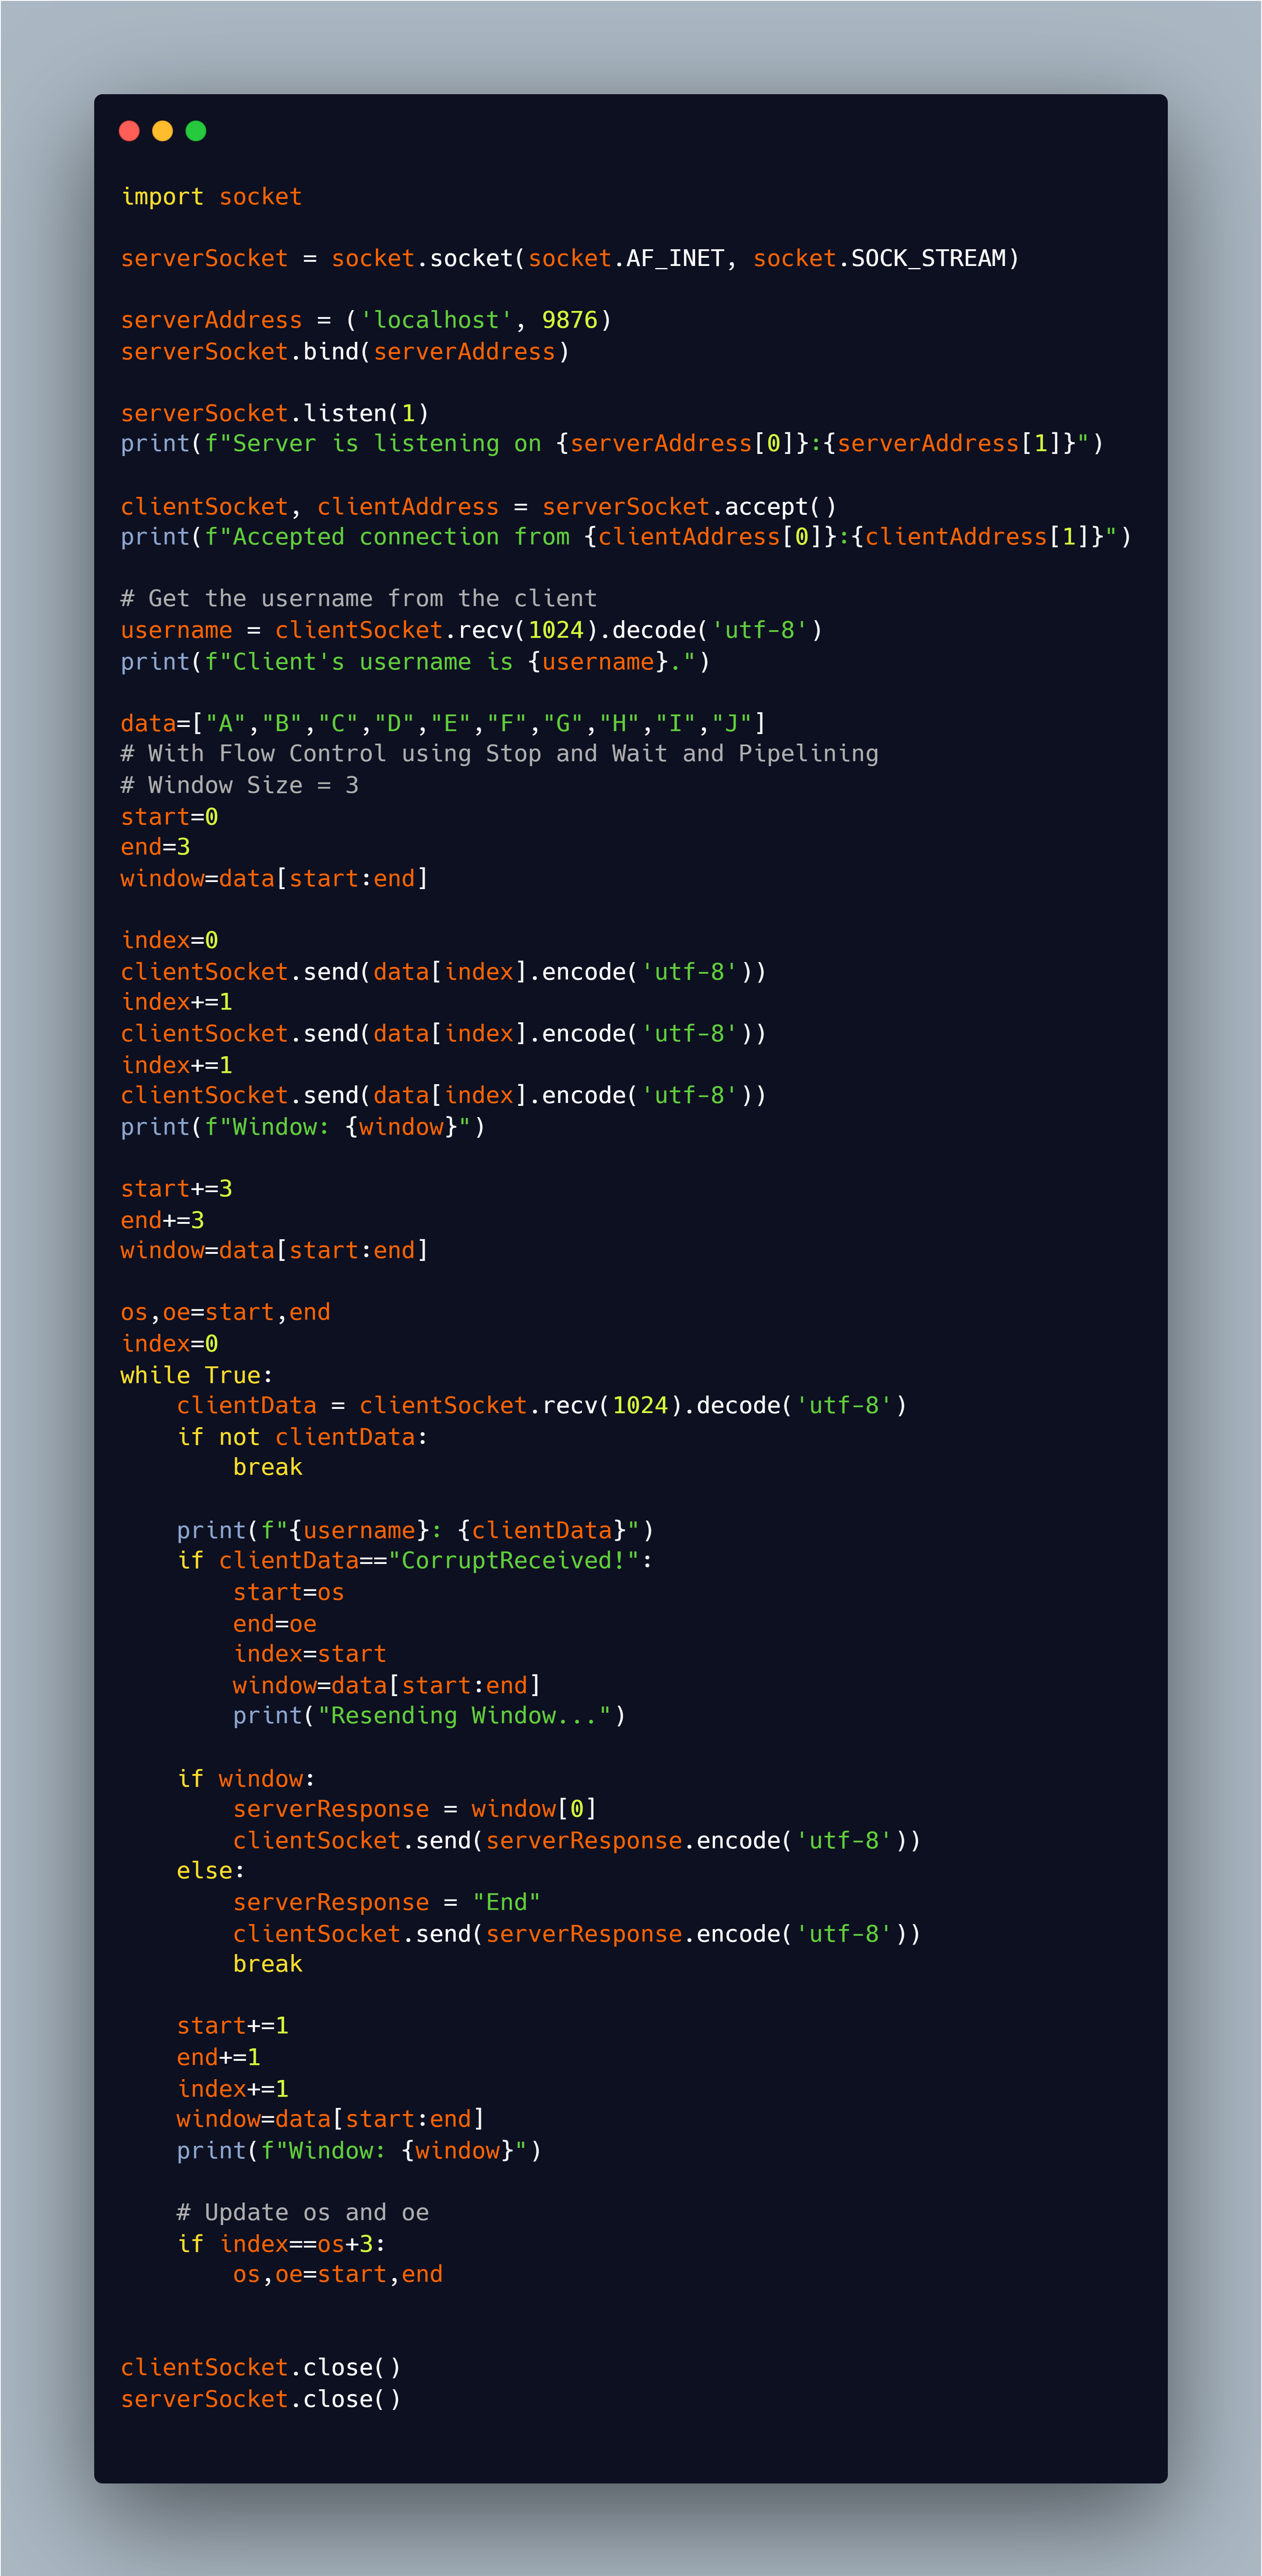 import socket

serverSocket = socket.socket(socket.AF_INET, socket.SOCK_STREAM)

serverAddress = ('localhost', 9876)
serverSocket.bind(serverAddress)

serverSocket.listen(1)
print(f"Server is listening on {serverAddress[0]}:{serverAddress[1]}")

clientSocket, clientAddress = serverSocket.accept()
print(f"Accepted connection from {clientAddress[0]}:{clientAddress[1]}")

# Get the username from the client
username = clientSocket.recv(1024).decode('utf-8')
print(f"Client's username is {username}.")

data=["A","B","C","D","E","F","G","H","I","J"]
# With Flow Control using Stop and Wait and Pipelining
# Window Size = 3
start=0
end=3
window=data[start:end]

index=0
clientSocket.send(data[index].encode('utf-8'))
index+=1
clientSocket.send(data[index].encode('utf-8'))
index+=1
clientSocket.send(data[index].encode('utf-8'))
print(f"Window: {window}")

start+=3
end+=3
window=data[start:end]

os,oe=start,end
index=0
while True:
    clientData = clientSocket.recv(1024).decode('utf-8')
    if not clientData:
        break

    print(f"{username}: {clientData}")
    if clientData=="CorruptReceived!":
        start=os
        end=oe
        index=start
        window=data[start:end]
        print("Resending Window...")

    if window:
        serverResponse = window[0]
        clientSocket.send(serverResponse.encode('utf-8'))
    else:
        serverResponse = "End"
        clientSocket.send(serverResponse.encode('utf-8'))
        break

    start+=1
    end+=1
    index+=1
    window=data[start:end]
    print(f"Window: {window}")

    # Update os and oe
    if index==os+3:
        os,oe=start,end


clientSocket.close()
serverSocket.close()